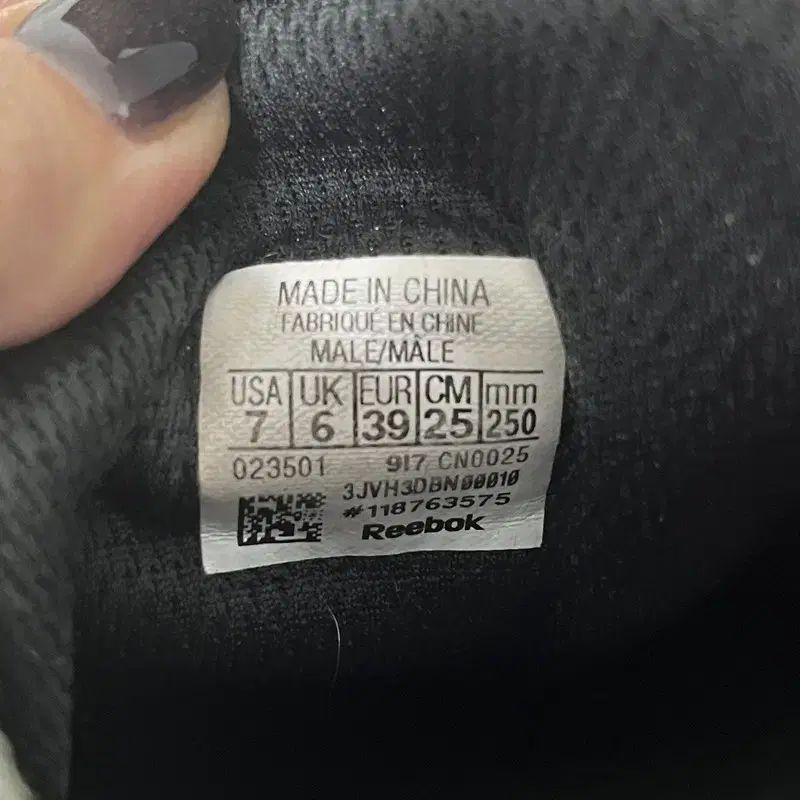 MADE IN CHINA
FABRIQUÉ EN CHINE
MALE/MÂLE
USA UK EUR CM mm
7 6 39 25 250
023501 917 CN0025
3JVH3DBN00010
#118763575
Reebok